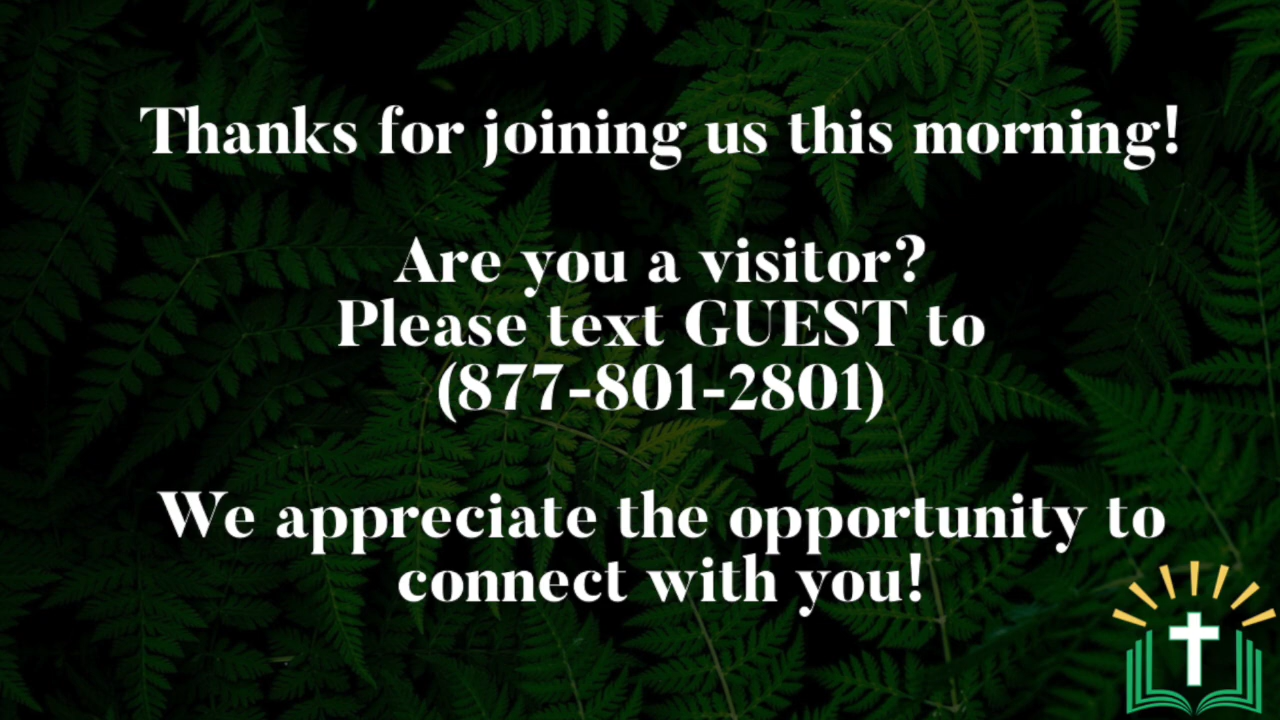 Thanks for joining us this morning!
Are you a visitor?
Please text GUEST to
(877-801-2801)
We appreciate the opportunity to
connect with you!